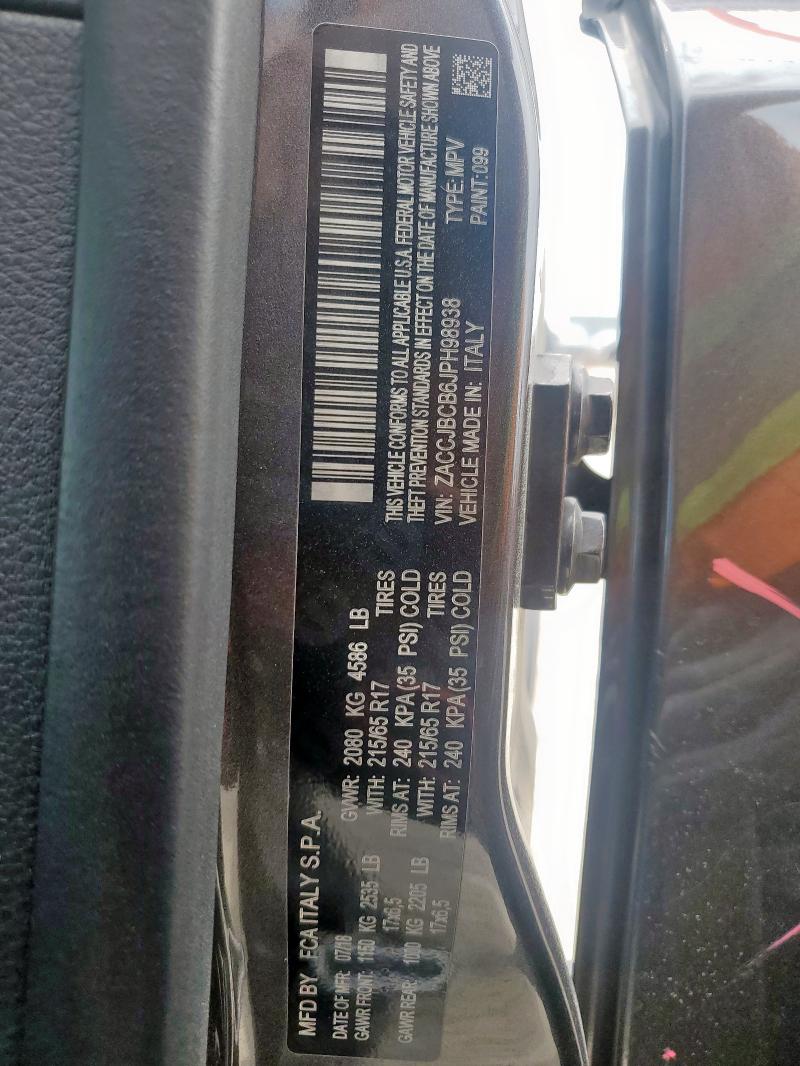 MFD BY FCA ITALY S.P.A.
DATE OF MFR: 07/18 GVWR: 2080 KG 4586 LB
GAWR FRONT: 1150 KG 2535 LB WITH: 215/65 R17 TIRES
17x6,5 RIMS AT: 240 KPA (35 PSI) COLD
GAWR REAR: 1000 KG 2205 LB WITH: 215/65 R17 TIRES
17x6,5 RIMS AT: 240 KPA (35 PSI) COLD
THIS VEHICLE CONFORMS TO ALL APPLICABLE U.S.A. FEDERAL MOTOR VEHICLE SAFETY AND
THEFT PREVENTION STANDARDS IN EFFECT ON THE DATE OF MANUFACTURE SHOWN ABOVE
VIN: ZACCJBCB6JPH98938 TYPE: MPV
VEHICLE MADE IN: ITALY PAINT: 099